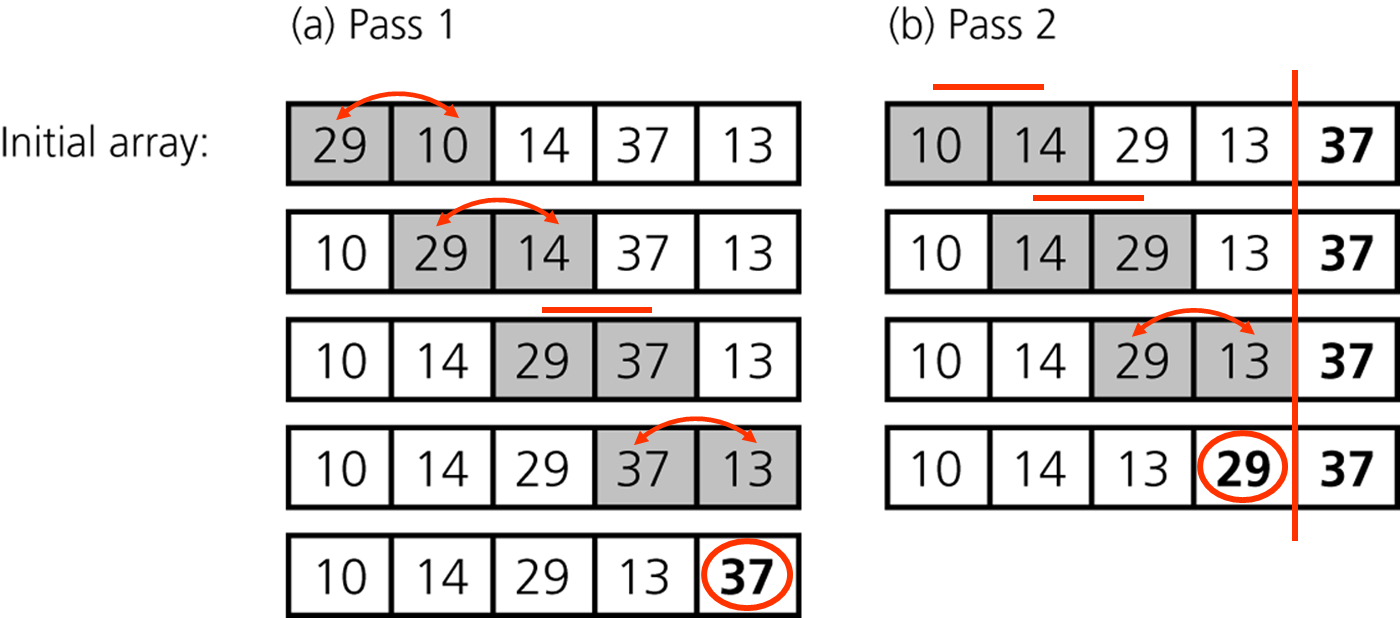 (a) Pass 1
Initial array:
29 10 14 37 13
10 29 14 37 13
10 14 29 37 13
10 14 29 37 13
10 14 29 13 37
(b) Pass 2
10 14 29 13 37
10 14 29 13 37
10 14 29 13 37
10 14 13 29 37